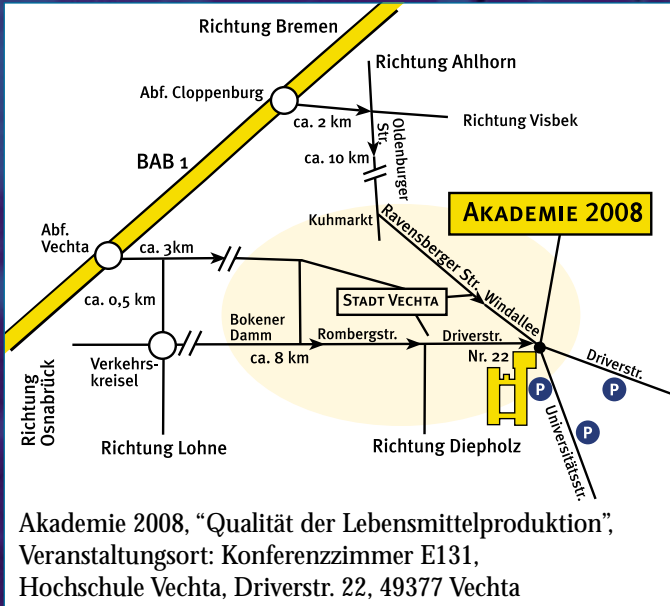 Richtung Bremen
Richtung Ahlhorn
Abf. Cloppenburg
ca. 2 km
Richtung Visbek
Oldenburger
Str.
ca. 10 km
BAB 1
Kuhmarkt
AKADEMIE 2008
Abf.
Vechta
ca. 3km
Ravensberger Str.
Windallee
STADT VECHTA
ca. 0,5 km
Bokener
Damm
Rombergstr.
Driverstr.
ca. 8 km
Nr. 22
Verkehrs-
kreisel
Driverstr.
P
P
P
Richtung
Osnabrück
Richtung Lohne
Richtung Diepholz
Universitätsstr.
Akademie 2008, “Qualität der Lebensmittelproduktion”,
Veranstaltungsort: Konferenzzimmer E131,
Hochschule Vechta, Driverstr. 22, 49377 Vechta